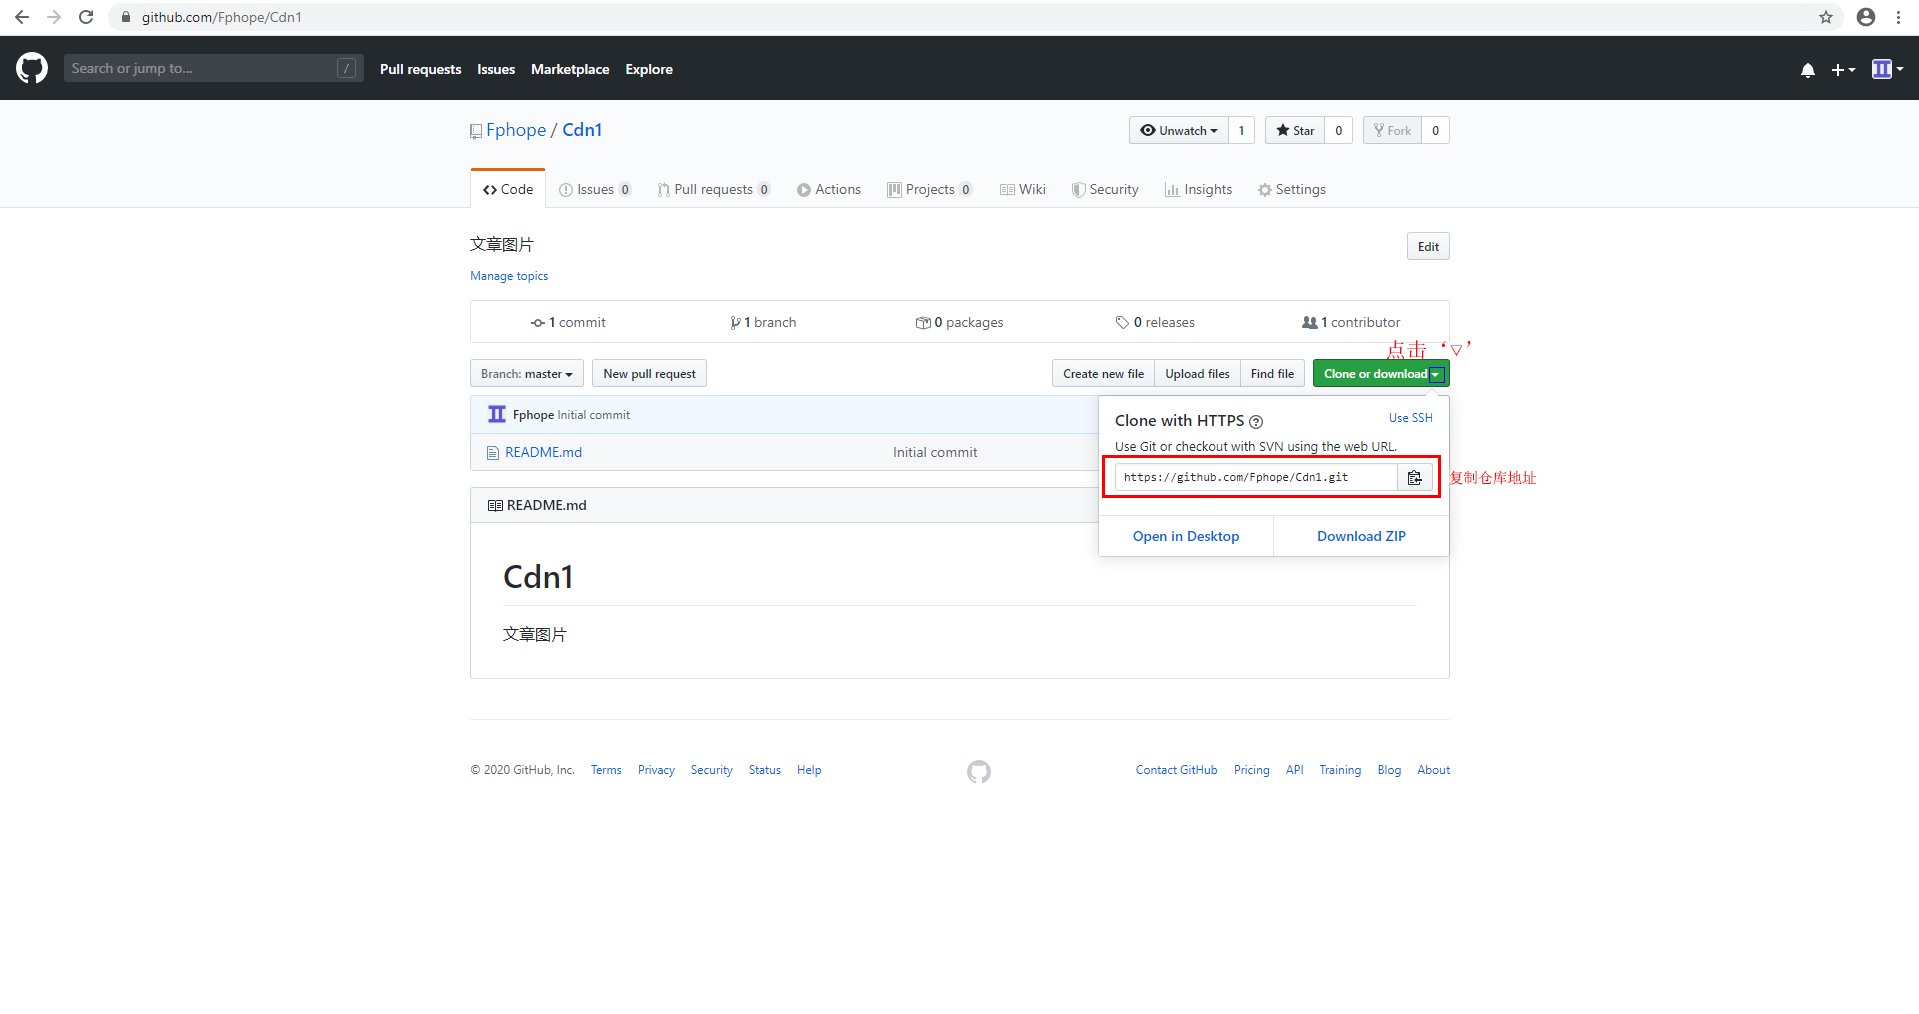 github.com/Fphope/Cdn1
Search or jump to... / Pull requests Issues Marketplace Explore
Fphope / Cdn1 Unwatch 1 Star 0 Fork 0
Code Issues 0 Pull requests 0 Actions Projects 0 Wiki Security Insights Settings
文章图片 Edit
Manage topics
1 commit 1 branch 0 packages 0 releases 1 contributor
点击‘▽’
Branch: master New pull request Create new file Upload files Find file Clone or download
Fphope Initial commit
README.md Initial commit
Clone with HTTPS Use SSH
Use Git or checkout with SVN using the web URL.
https://github.com/Fphope/Cdn1.git 复制仓库地址
Open in Desktop Download ZIP
README.md
Cdn1
文章图片
© 2020 GitHub, Inc. Terms Privacy Security Status Help Contact GitHub Pricing API Training Blog About